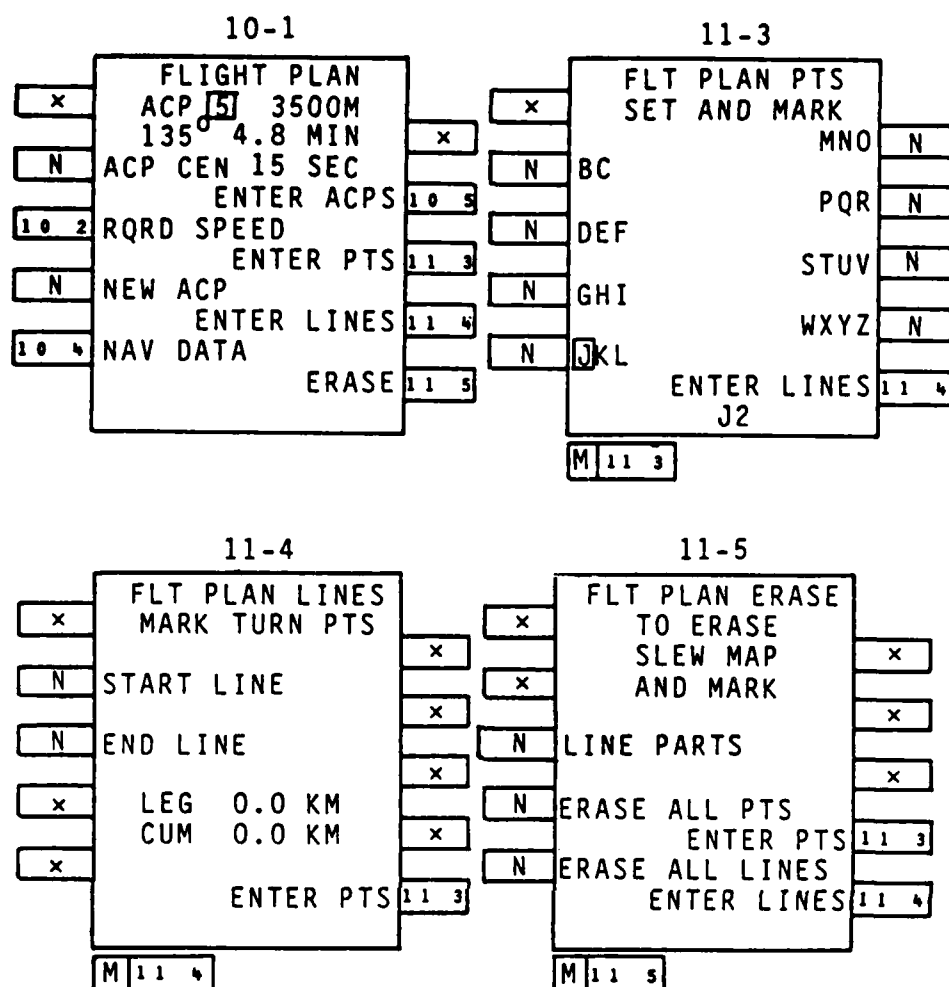 10-1
FLIGHT PLAN
× ACP 5 3500M
135° 4.8 MIN ×
N ACP CEN 15 SEC
ENTER ACPS 10 5
10 2 RQRD SPEED
ENTER PTS 11 3
N NEW ACP
ENTER LINES 11 4
10 4 NAV DATA
ERASE 11 5
11-3
FLT PLAN PTS
× SET AND MARK
MNO N
N BC
PQR N
N DEF
STUV N
N GHI
WXYZ N
N JKL
ENTER LINES 11 4
J2
M 11 3
11-4
FLT PLAN LINES
× MARK TURN PTS
×
N START LINE
×
N END LINE
×
× LEG 0.0 KM
CUM 0.0 KM ×
×
ENTER PTS 11 3
M 11 4
11-5
FLT PLAN ERASE
× TO ERASE
SLEW MAP ×
× AND MARK
×
N LINE PARTS
×
N ERASE ALL PTS
ENTER PTS 11 3
N ERASE ALL LINES
ENTER LINES 11 4
M 11 5